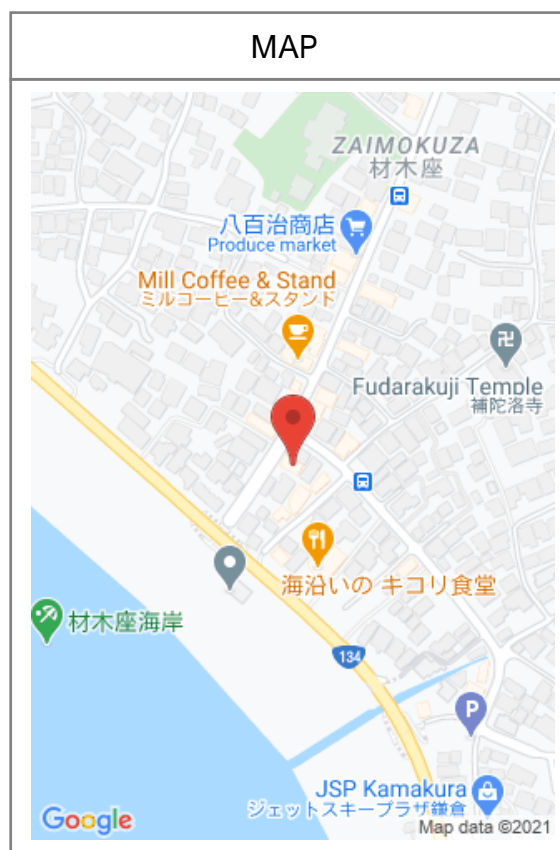 MAP
ZAIMOKUZA
材木座
八百治商店
Produce market
Mill Coffee & Stand
ミルコーヒー&スタンド
Fudarakuji Temple
補陀洛寺
海沿いの キコリ食堂
材木座海岸
134
P
JSP Kamakura
ジェットスキープラザ鎌倉
Google
Map data ©2021